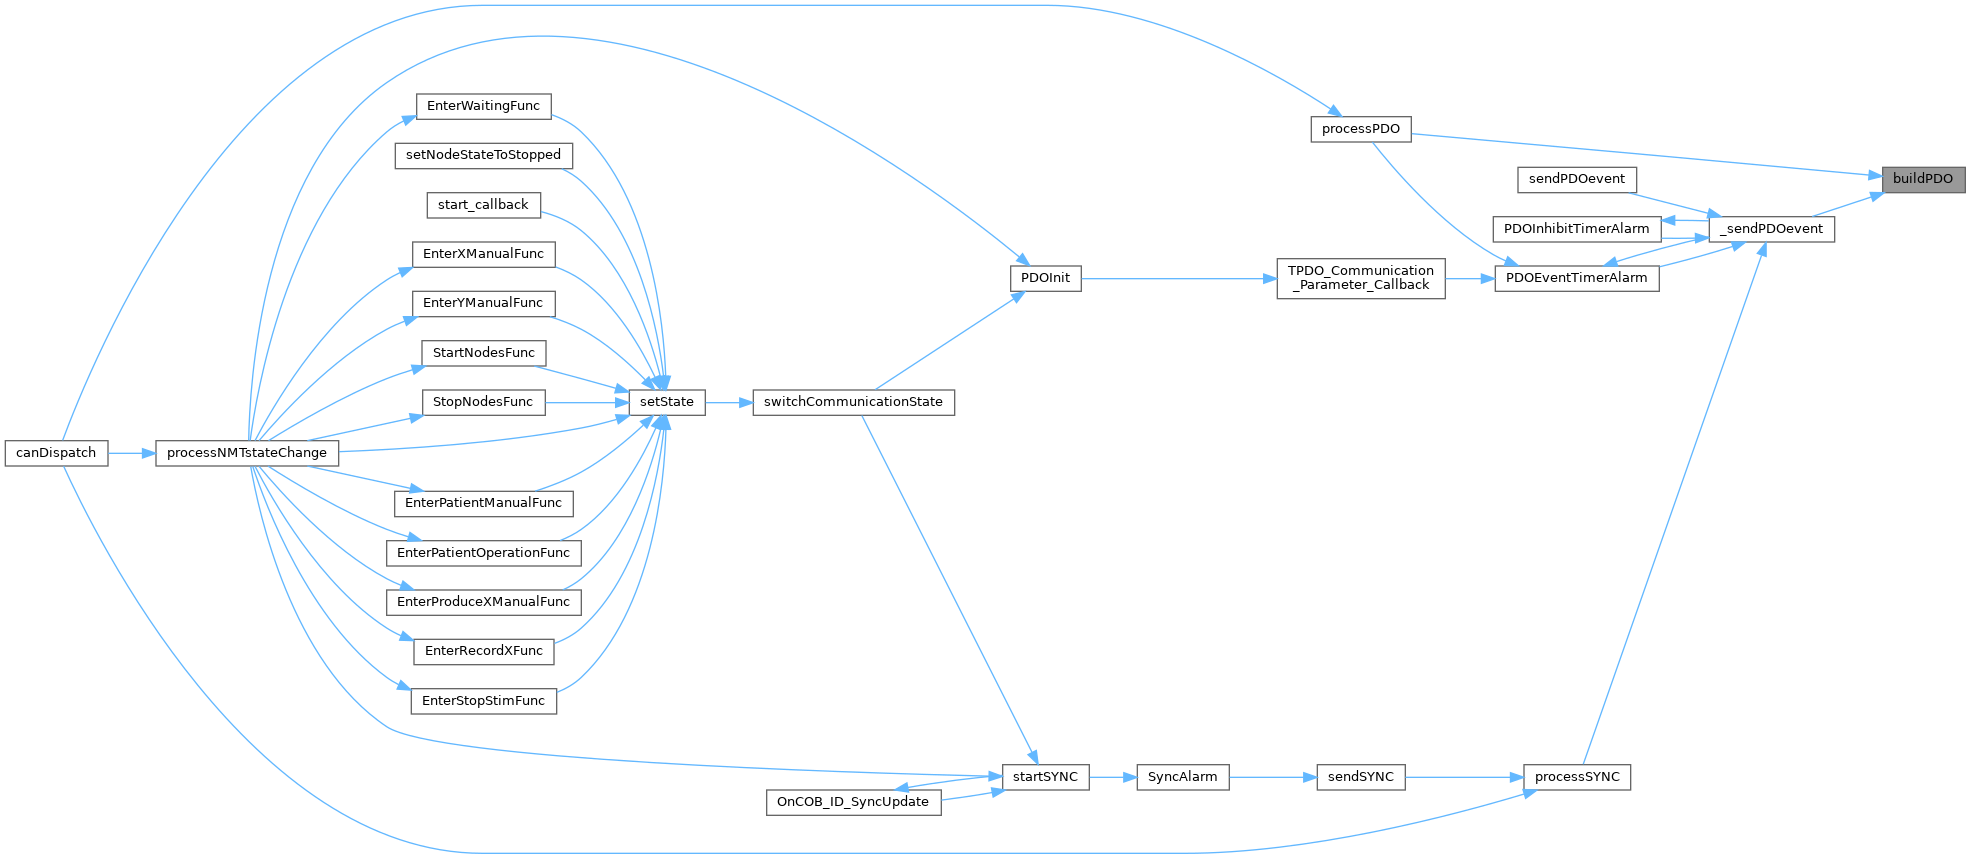 EnterWaitingFunc
processPDO
setNodeStateToStopped
sendPDOevent
buildPDO
start_callback
PDOInhibitTimerAlarm
_sendPDOevent
EnterXManualFunc
PDOInit
TPDO_Communication
_Parameter_Callback
PDOEventTimerAlarm
EnterYManualFunc
StartNodesFunc
StopNodesFunc
setState
switchCommunicationState
canDispatch
processNMTstateChange
EnterPatientManualFunc
EnterPatientOperationFunc
EnterProduceXManualFunc
EnterRecordXFunc
EnterStopStimFunc
startSYNC
SyncAlarm
sendSYNC
processSYNC
OnCOB_ID_SyncUpdate